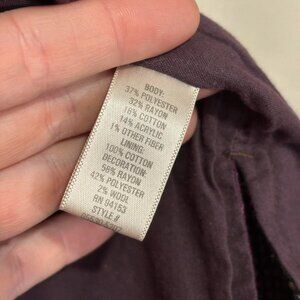 BODY:
37% POLYESTER
32% RAYON
16% COTTON
14% ACRYLIC
1% OTHER FIBER
LINING:
100% COTTON
DECORATION:
56% RAYON
42% POLYESTER
2% WOOL
RN 94153
STYLE#